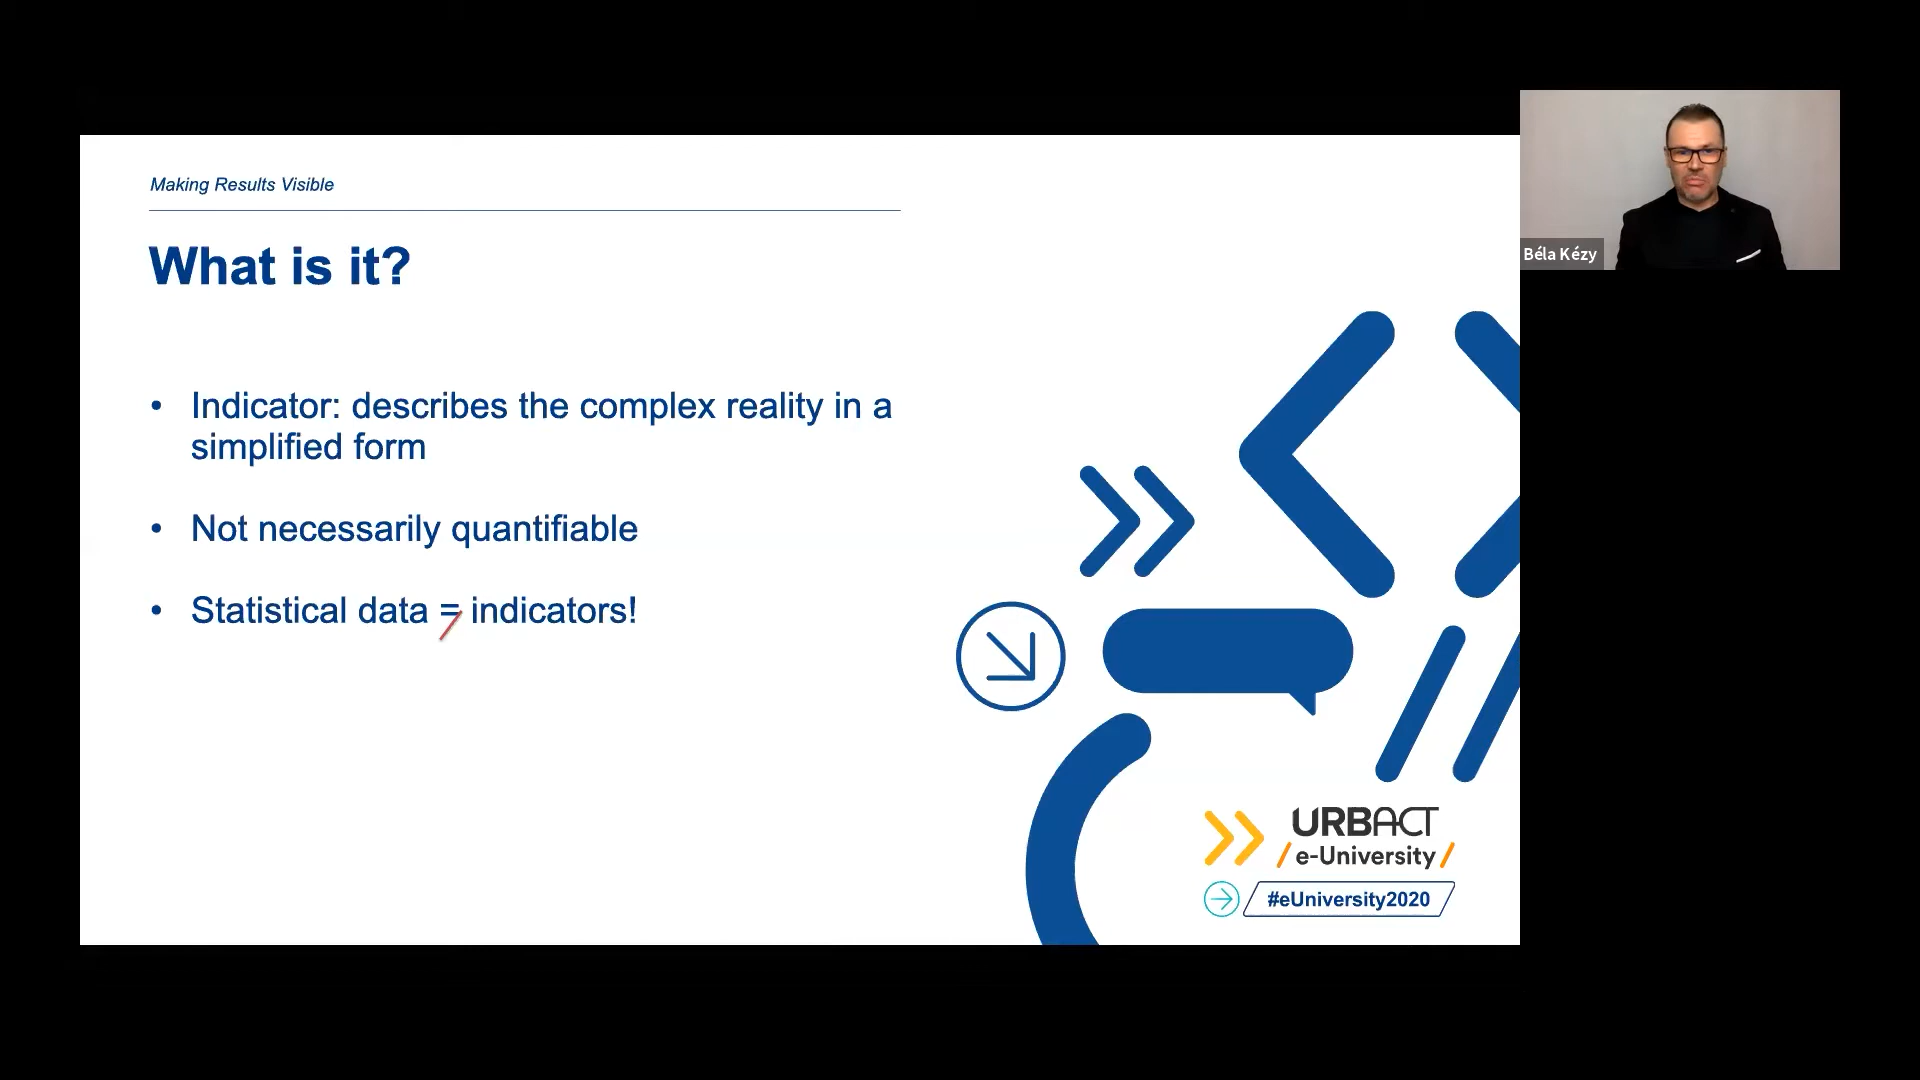 Making Results Visible
What is it?
• Indicator: describes the complex reality in a
simplified form
• Not necessarily quantifiable
• Statistical data ≠ indicators!
URBACT
/ e-University /
#eUniversity2020
Béla Kézy